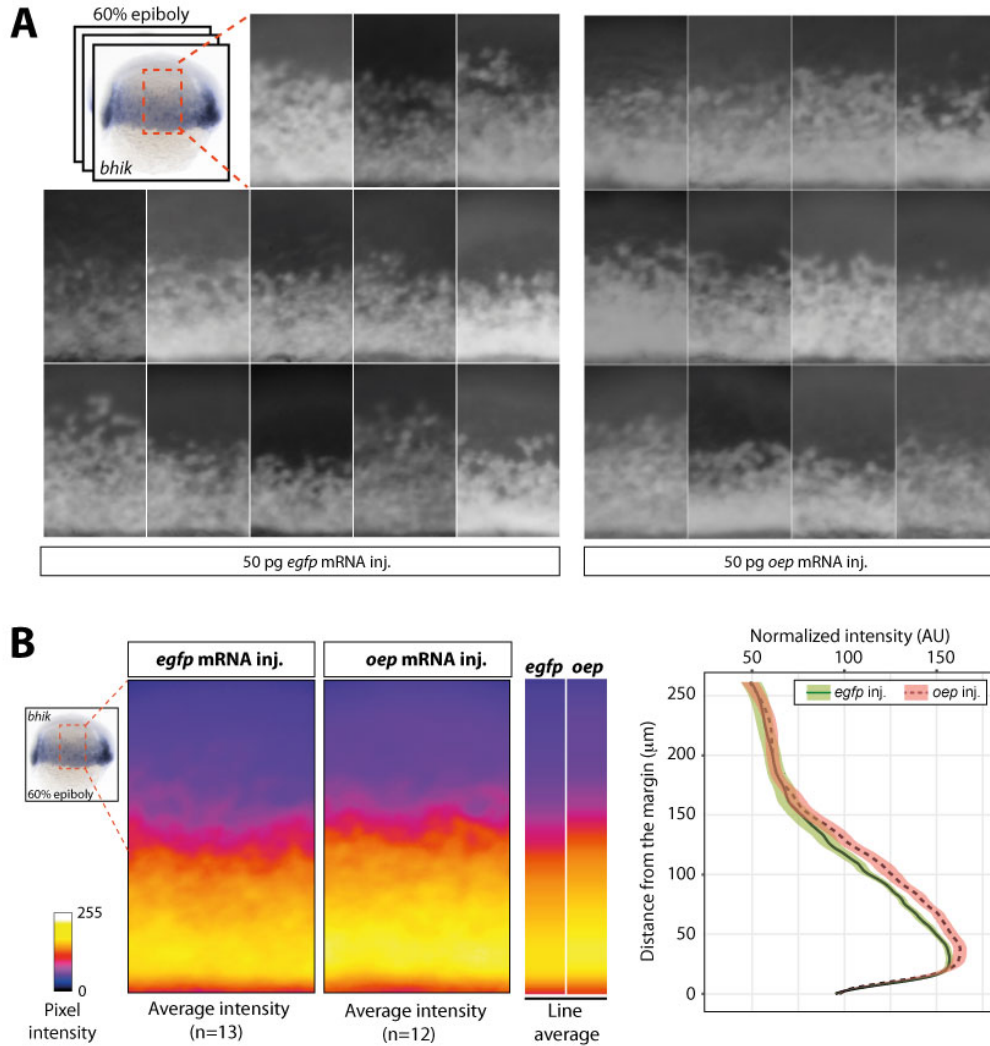 A
60% epiboly
bhik
50 pg egfp mRNA inj.
50 pg oep mRNA inj.
B
egfp mRNA inj.
oep mRNA inj.
egfp oep
bhik
60% epiboly
255
0
Pixel
intensity
Average intensity
(n=13)
Average intensity
(n=12)
Line
average
Normalized intensity (AU)
50 100 150
egfp inj.
oep inj.
Distance from the margin (μm)
250
200
150
100
50
0